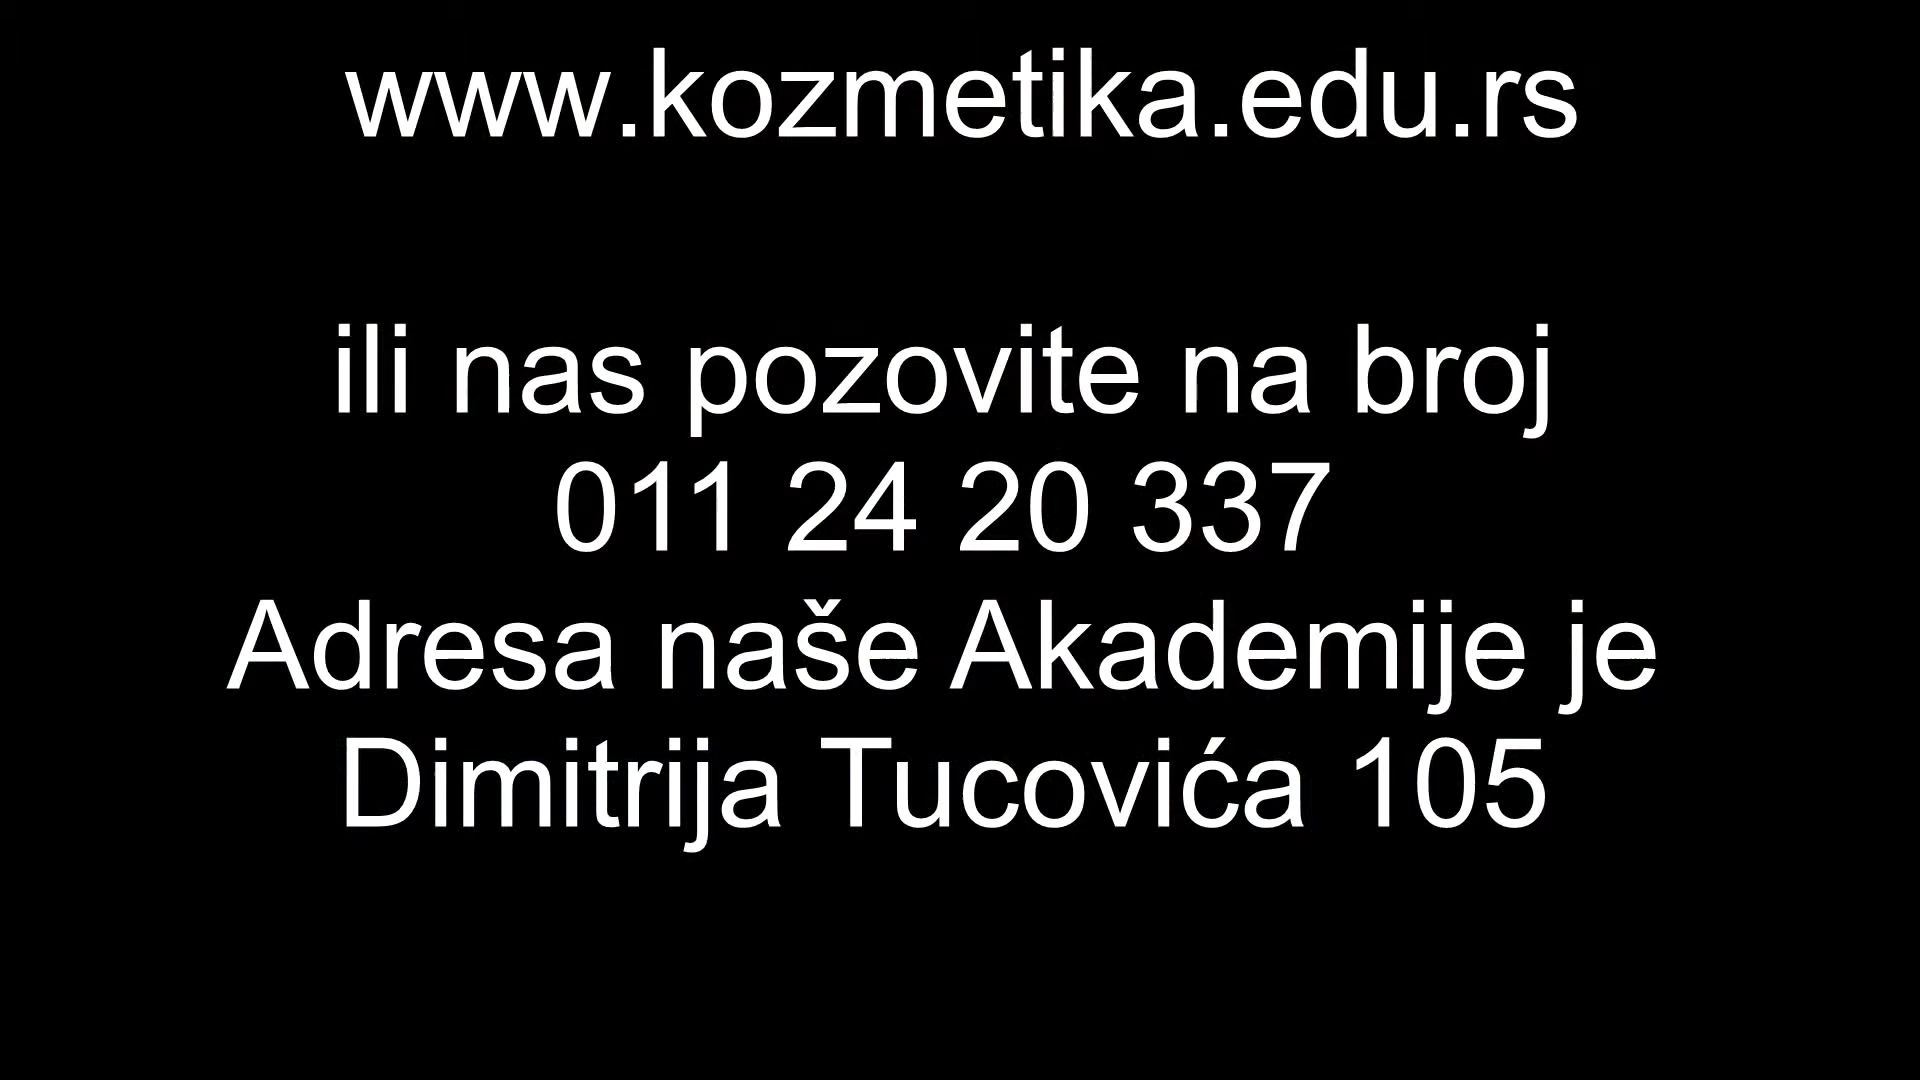 www.kozmetika.edu.rs
ili nas pozovite na broj
011 24 20 337
Adresa naše Akademije je
Dimitrija Tucovića 105